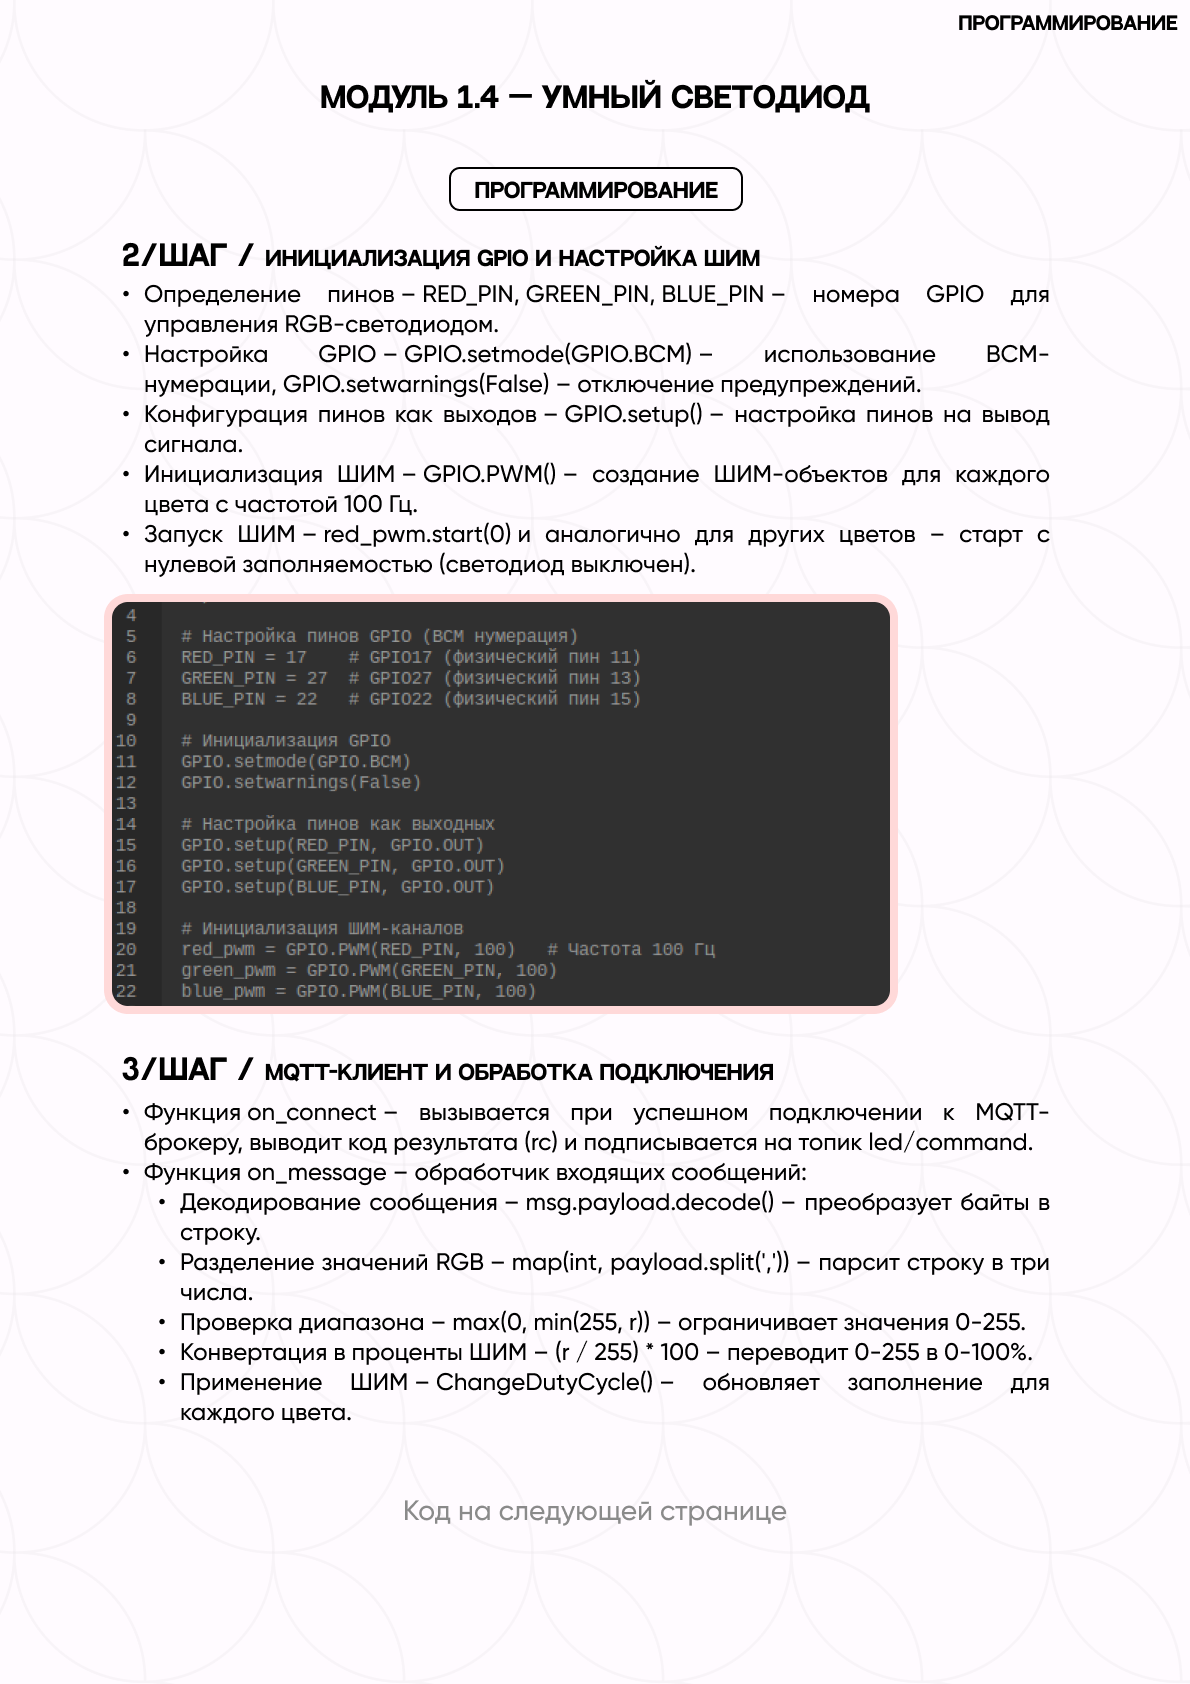 ПРОГРАММИРОВАНИЕ
МОДУЛЬ 1.4 — УМНЫЙ СВЕТОДИОД
ПРОГРАММИРОВАНИЕ
2/ШАГ / ИНИЦИАЛИЗАЦИЯ GPIO И НАСТРОЙКА ШИМ
• Определение пинов – RED_PIN, GREEN_PIN, BLUE_PIN – номера GPIO для
управления RGB-светодиодом.
• Настройка GPIO – GPIO.setmode(GPIO.BCM) – использование BCM-
нумерации, GPIO.setwarnings(False) – отключение предупреждений.
• Конфигурация пинов как выходов – GPIO.setup() – настройка пинов на вывод
сигнала.
• Инициализация ШИМ – GPIO.PWM() – создание ШИМ-объектов для каждого
цвета с частотой 100 Гц.
• Запуск ШИМ – red_pwm.start(0) и аналогично для других цветов – старт с
нулевой заполняемостью (светодиод выключен).
4
5 # Настройка пинов GPIO (BCM нумерация)
6 RED_PIN = 17 # GPIO17 (физический пин 11)
7 GREEN_PIN = 27 # GPIO27 (физический пин 13)
8 BLUE_PIN = 22 # GPIO22 (физический пин 15)
9
10 # Инициализация GPIO
11 GPIO.setmode(GPIO.BCM)
12 GPIO.setwarnings(False)
13
14 # Настройка пинов как выходных
15 GPIO.setup(RED_PIN, GPIO.OUT)
16 GPIO.setup(GREEN_PIN, GPIO.OUT)
17 GPIO.setup(BLUE_PIN, GPIO.OUT)
18
19 # Инициализация ШИМ-каналов
20 red_pwm = GPIO.PWM(RED_PIN, 100) # Частота 100 Гц
21 green_pwm = GPIO.PWM(GREEN_PIN, 100)
22 blue_pwm = GPIO.PWM(BLUE_PIN, 100)
3/ШАГ / MQTT-КЛИЕНТ И ОБРАБОТКА ПОДКЛЮЧЕНИЯ
• Функция on_connect – вызывается при успешном подключении к MQTT-
брокеру, выводит код результата (rc) и подписывается на топик led/command.
• Функция on_message – обработчик входящих сообщений:
• Декодирование сообщения – msg.payload.decode() – преобразует байты в
строку.
• Разделение значений RGB – map(int, payload.split(',')) – парсит строку в три
числа.
• Проверка диапазона – max(0, min(255, r)) – ограничивает значения 0-255.
• Конвертация в проценты ШИМ – (r / 255) * 100 – переводит 0-255 в 0-100%.
• Применение ШИМ – ChangeDutyCycle() – обновляет заполнение для
каждого цвета.
Код на следующей странице